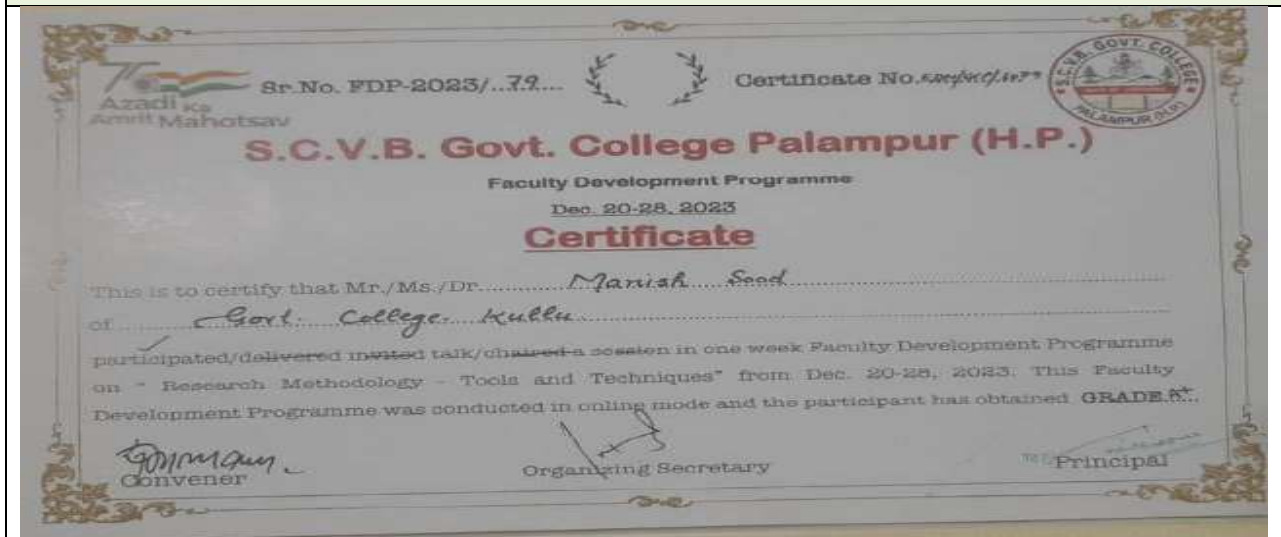 Azadi Ka
Amrit Mahotsav
Sr.No. FDP-2023/..79....
Certificate No.
S.C.V.B. GOVT. COLLEGE
PALAMPUR (H.P.)
S.C.V.B. Govt. College Palampur (H.P.)
Faculty Development Programme
Dec. 20-28, 2023
Certificate
This is to certify that Mr./Ms./Dr. Manish Sood
of Govt. College Kullu
participated/delivered invited talk/chaired a session in one week Faculty Development Programme
on " Research Methodology - Tools and Techniques" from Dec. 20-28, 2023. This Faculty
Development Programme was conducted in online mode and the participant has obtained GRADE A+.
Convener
Organizing Secretary
Principal